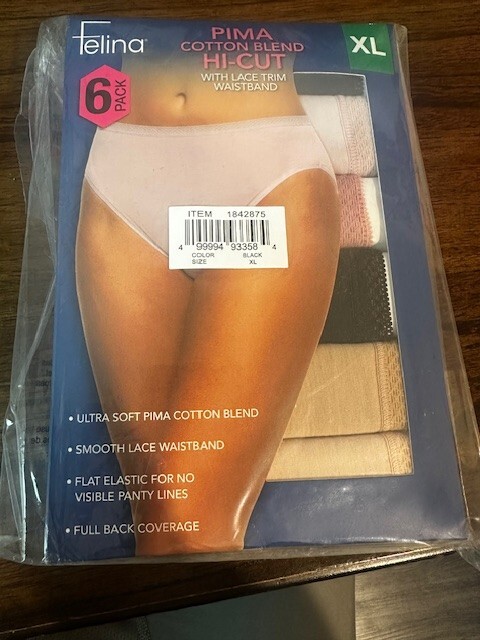 Felina
PIMA
COTTON BLEND
HI-CUT
WITH LACE TRIM
WAISTBAND
XL
6 PACK
ITEM 1842875
4 99994 93358 4
COLOR BLACK
SIZE XL
• ULTRA SOFT PIMA COTTON BLEND
• SMOOTH LACE WAISTBAND
• FLAT ELASTIC FOR NO
VISIBLE PANTY LINES
• FULL BACK COVERAGE